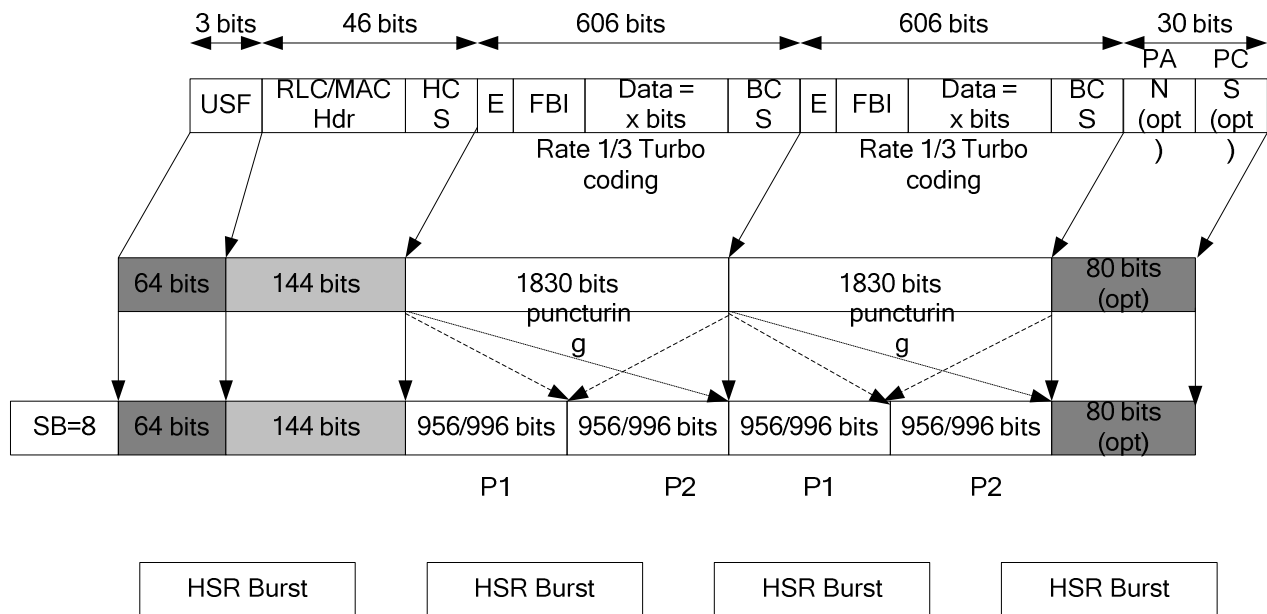 3 bits 46 bits 606 bits 606 bits 30 bits
USF
RLC/MAC
Hdr
HC
S
E
FBI
Data =
x bits
BC
S
E
FBI
Data =
x bits
BC
S
PA
N
(opt
)
PC
S
(opt
)
Rate 1/3 Turbo
coding
Rate 1/3 Turbo
coding
64 bits
144 bits
1830 bits
puncturin
g
1830 bits
puncturin
g
80 bits
(opt)
SB=8
64 bits
144 bits
956/996 bits
956/996 bits
956/996 bits
956/996 bits
80 bits
(opt)
P1 P2 P1 P2
HSR Burst HSR Burst HSR Burst HSR Burst